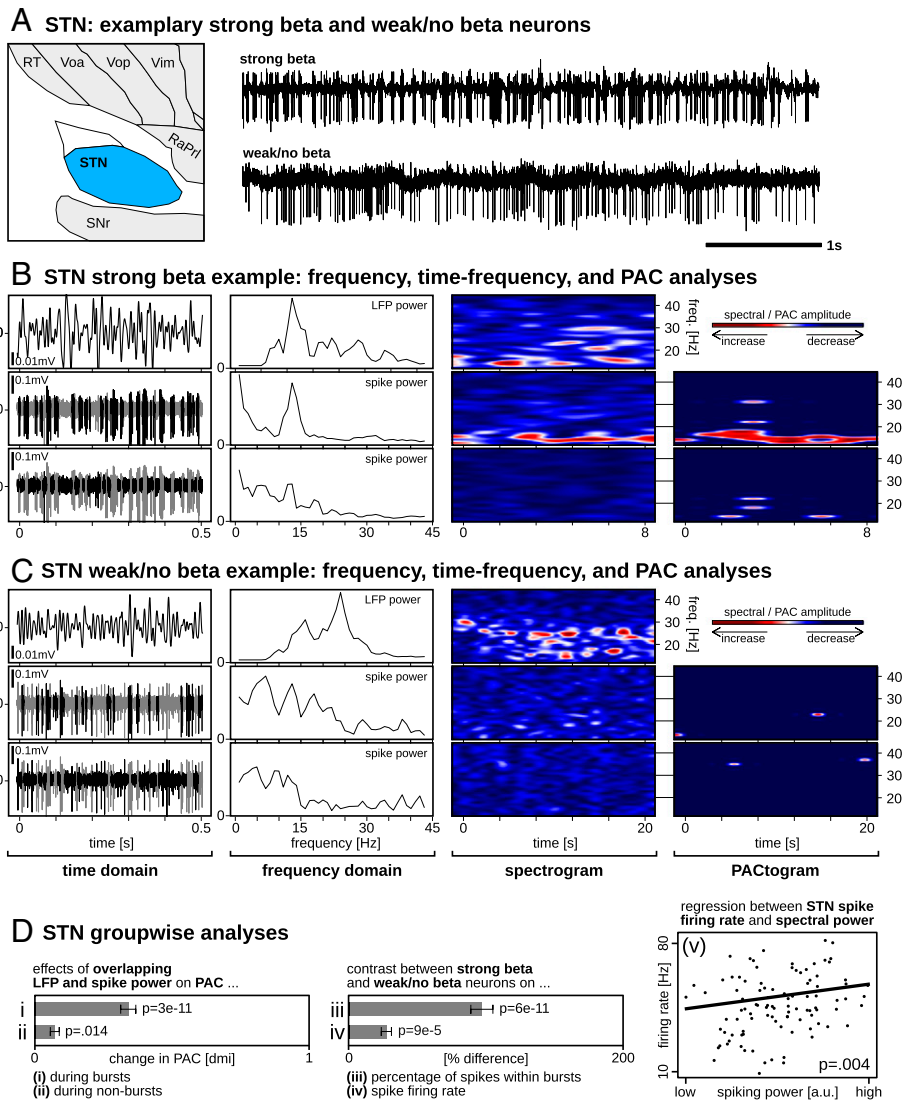 A STN: examplary strong beta and weak/no beta neurons
RT Voa Vop Vim
RaPrl
STN
SNr
strong beta
weak/no beta
1s
B STN strong beta example: frequency, time-frequency, and PAC analyses
0
0.01mV
LFP power
0
40
30
20
freq. [Hz]
spectral / PAC amplitude
increase decrease
0.1mV
0
spike power
0
40
30
20
0.1mV
0
spike power
0
40
30
20
0 0.5
0 15 30 45
0 8
0 8
C STN weak/no beta example: frequency, time-frequency, and PAC analyses
0
0.01mV
LFP power
0
40
30
20
freq. [Hz]
spectral / PAC amplitude
increase decrease
0.1mV
0
spike power
0
40
30
20
0.1mV
0
spike power
0
40
30
20
0 0.5
0 15 30 45
0 20
0 20
time [s] frequency [Hz] time [s] time [s]
time domain frequency domain spectrogram PACtogram
D STN groupwise analyses
effects of overlapping
LFP and spike power on PAC ...
i p=3e-11
ii p=.014
0 change in PAC [dmi] 1
(i) during bursts
(ii) during non-bursts
contrast between strong beta
and weak/no beta neurons on ...
iii p=6e-11
iv p=9e-5
0 [% difference] 200
(iii) percentage of spikes within bursts
(iv) spike firing rate
regression between STN spike
firing rate and spectral power
(v)
80
firing rate [Hz]
10
p=.004
low spiking power [a.u.] high